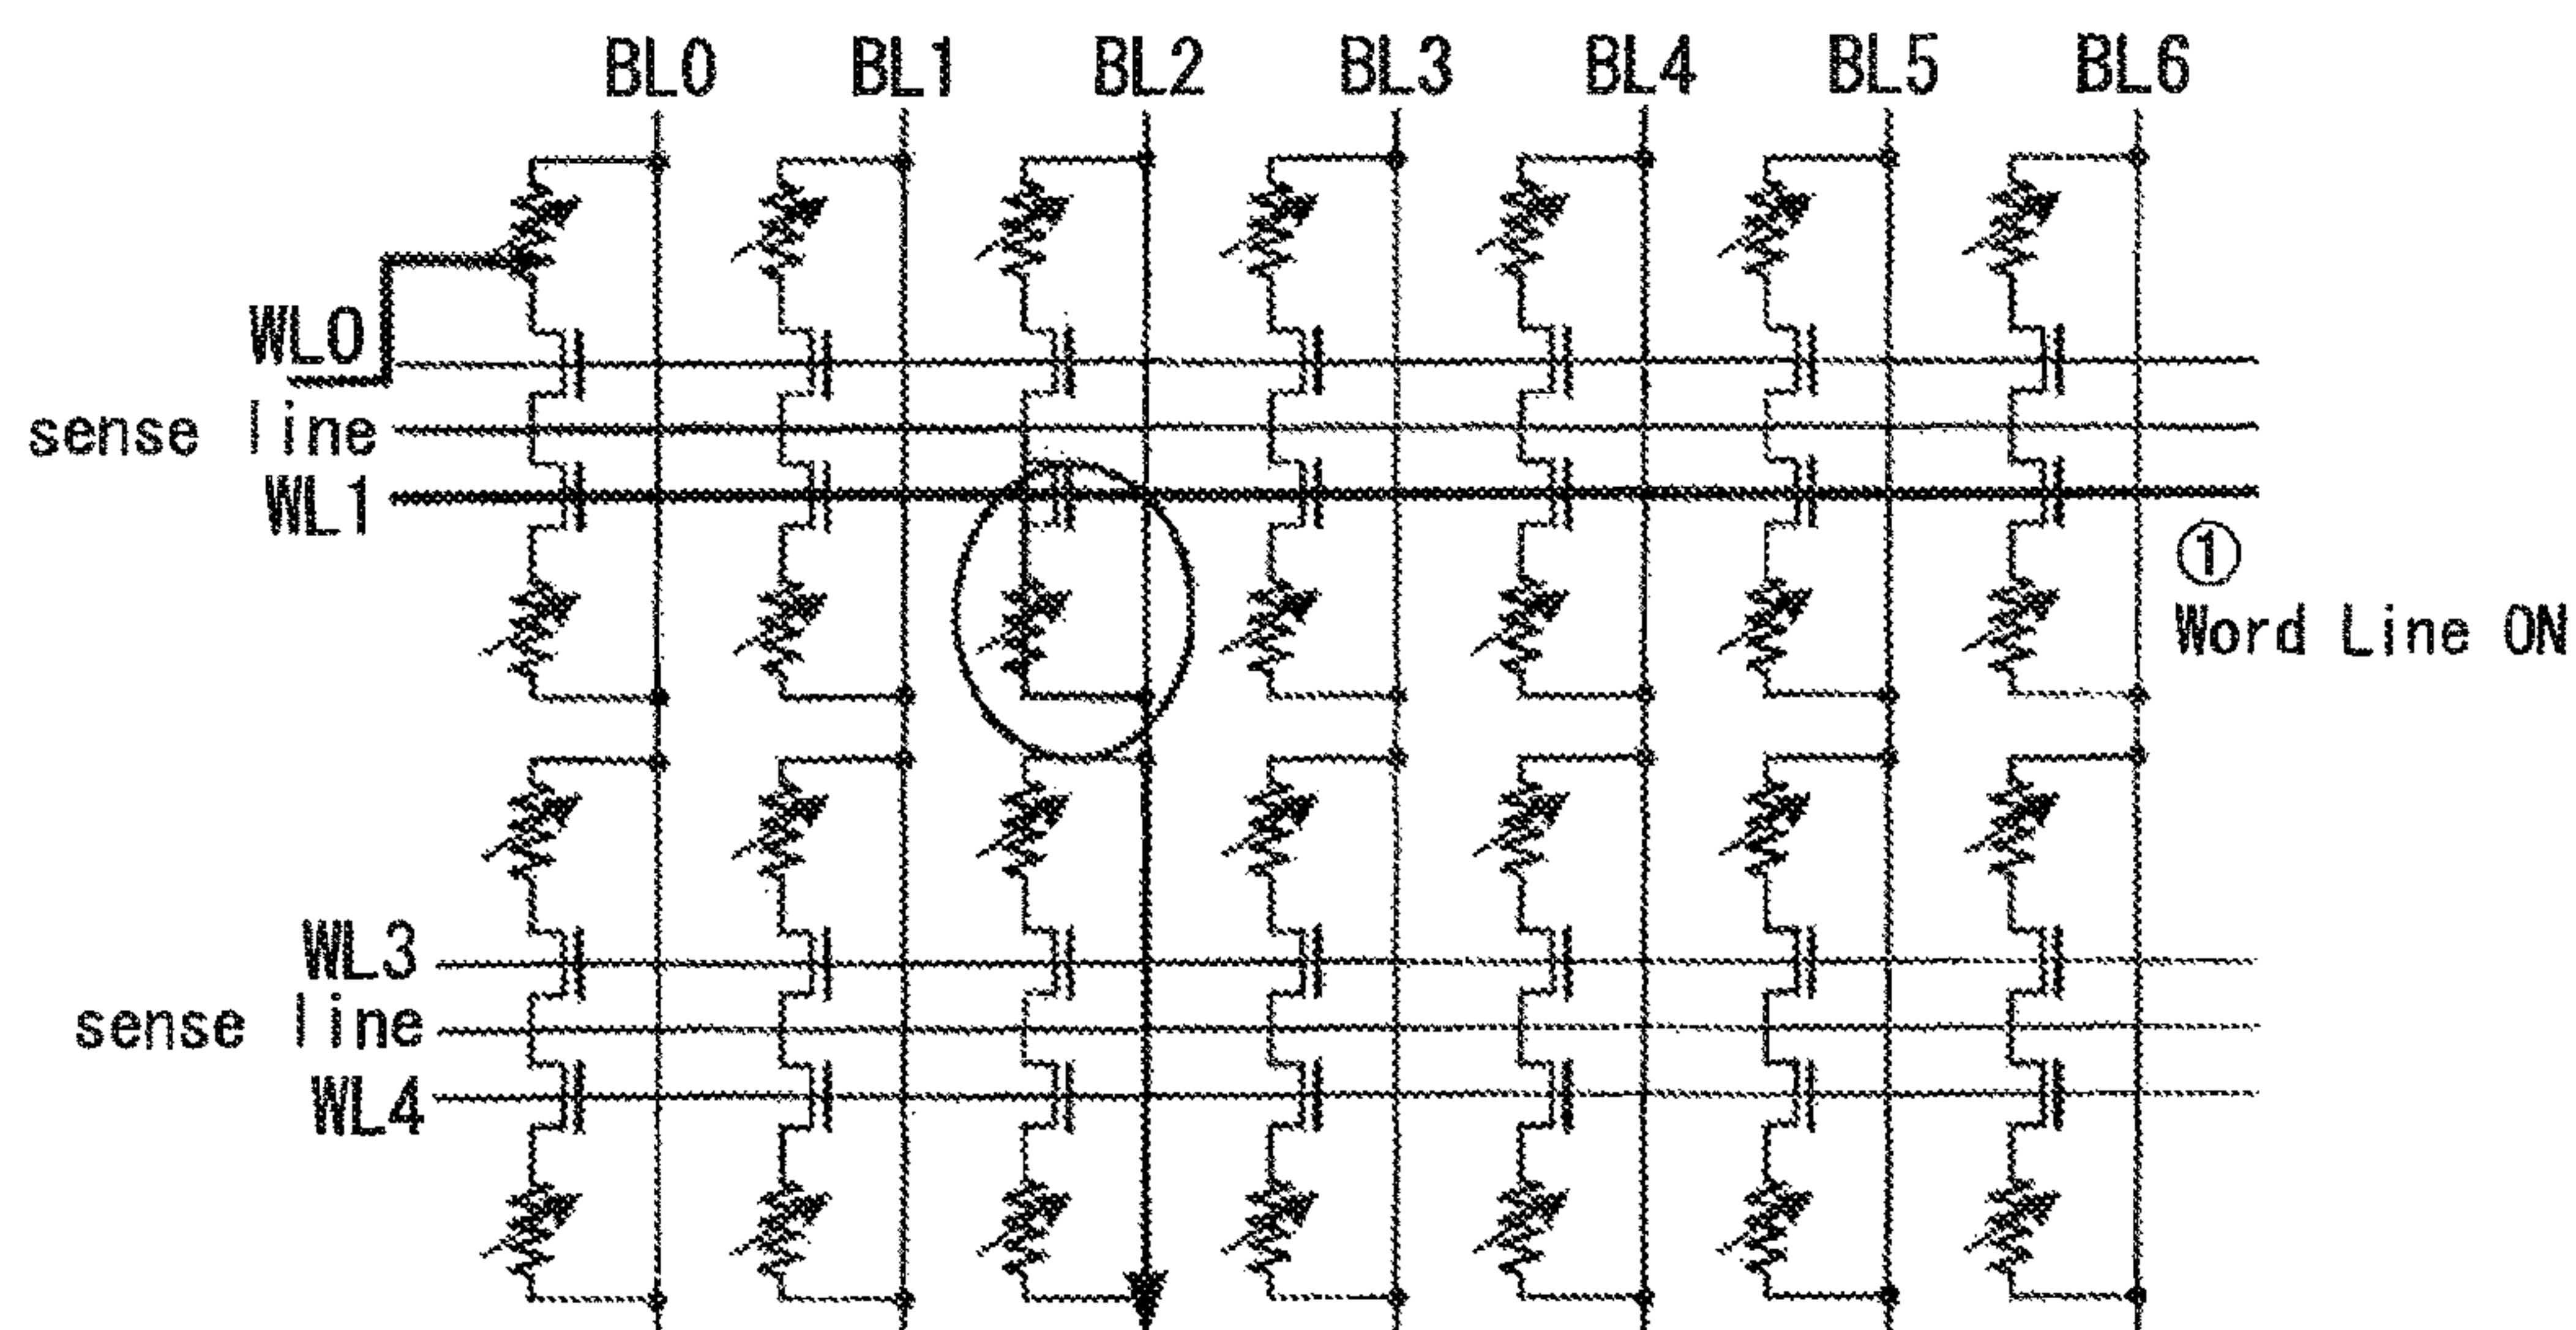 BL0 BL1 BL2 BL3 BL4 BL5 BL6
WL0
sense line
WL1
①
Word Line ON
WL3
sense line
WL4